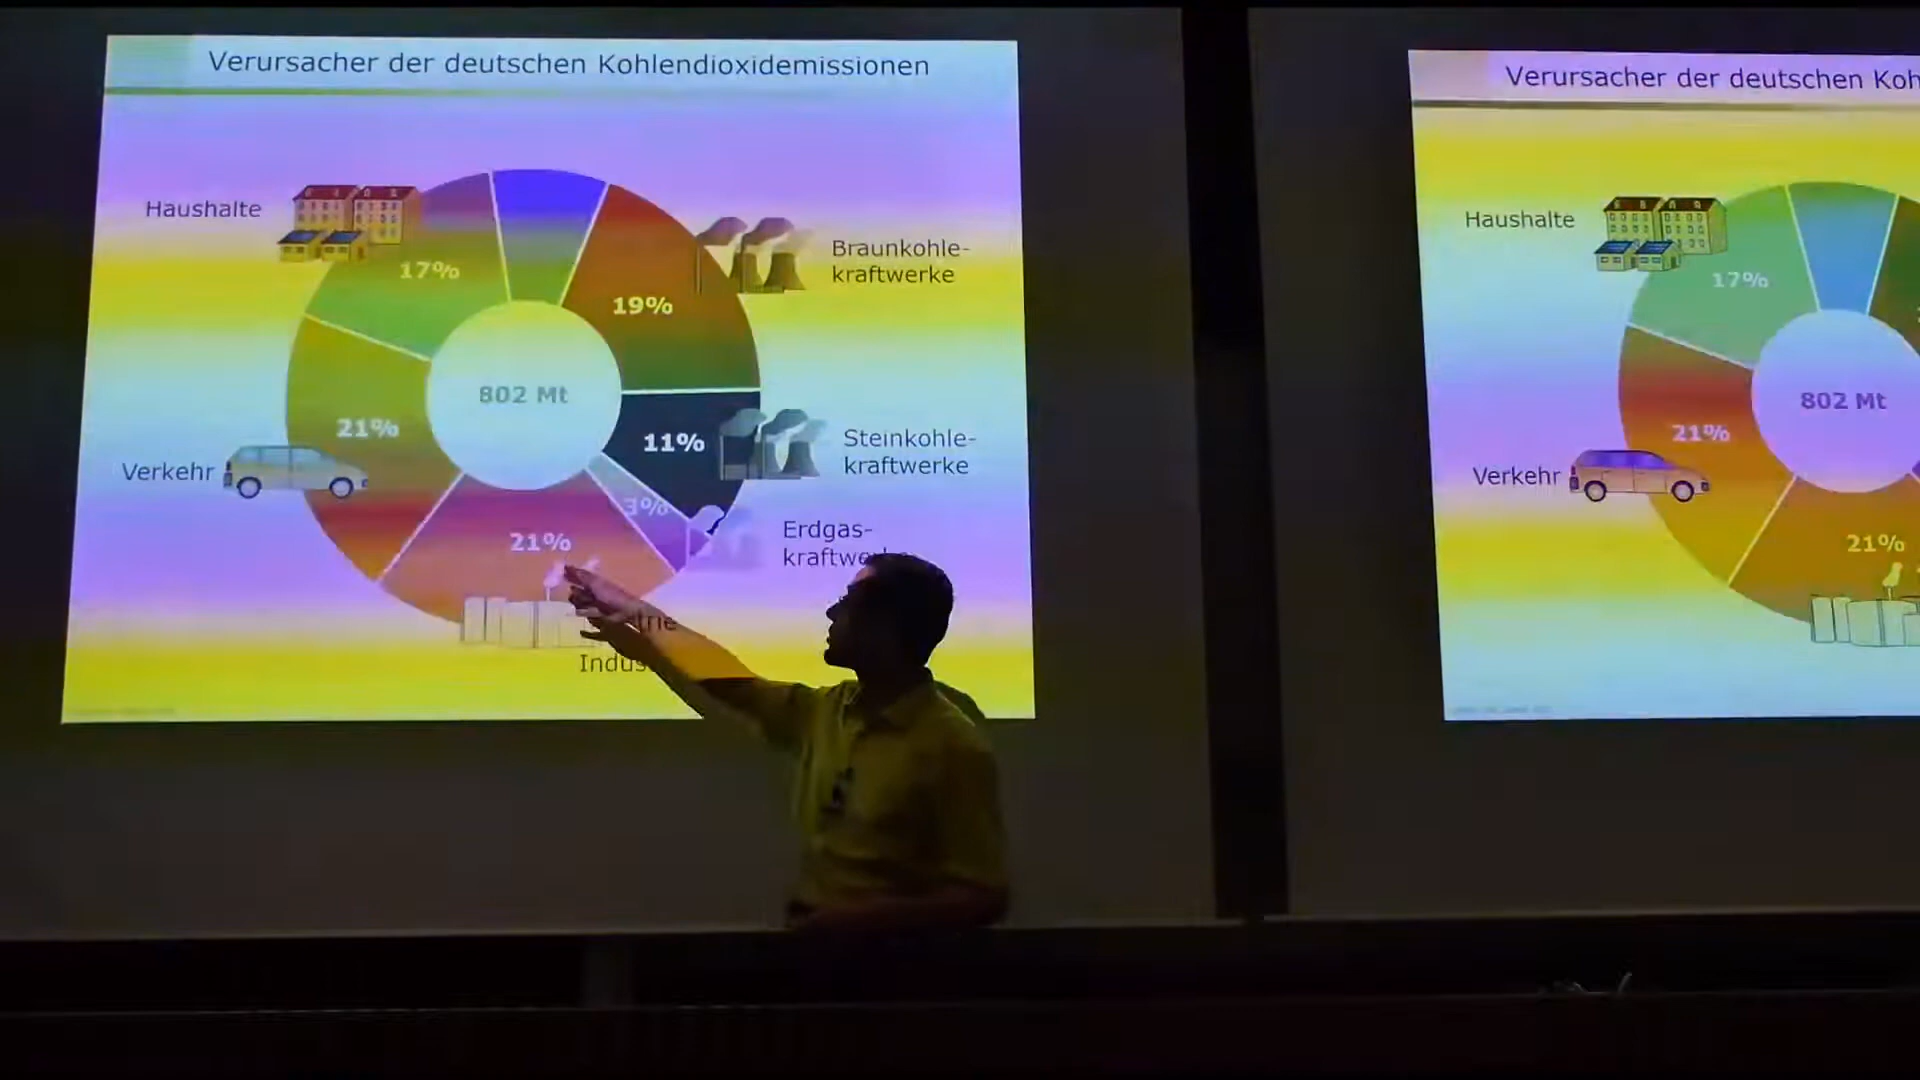 Verursacher der deutschen Kohlendioxidemissionen
Haushalte
17%
19%
Braunkohle-
kraftwerke
802 Mt
21%
11%
Steinkohle-
kraftwerke
Verkehr
3%
Erdgas-
21%
Verursacher der deutschen
Haushalte
17%
802 Mt
21%
Verkehr
21%